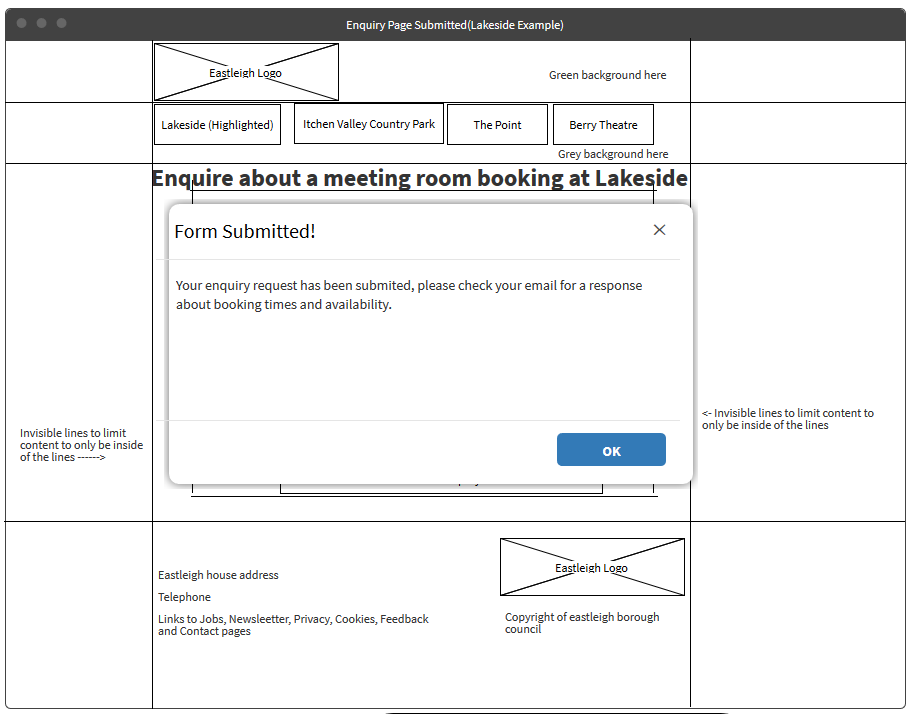 Enquiry Page Submitted(Lakeside Example)
Eastleigh Logo
Green background here
Lakeside (Highlighted)
Itchen Valley Country Park
The Point
Berry Theatre
Grey background here
Enquire about a meeting room booking at Lakeside
Form Submitted!
Your enquiry request has been submited, please check your email for a response
about booking times and availability.
<- Invisible lines to limit content to
only be inside of the lines
Invisible lines to limit
content to only be inside
of the lines ------>
OK
Eastleigh Logo
Eastleigh house address
Telephone
Links to Jobs, Newsleetter, Privacy, Cookies, Feedback
and Contact pages
Copyright of eastleigh borough
council